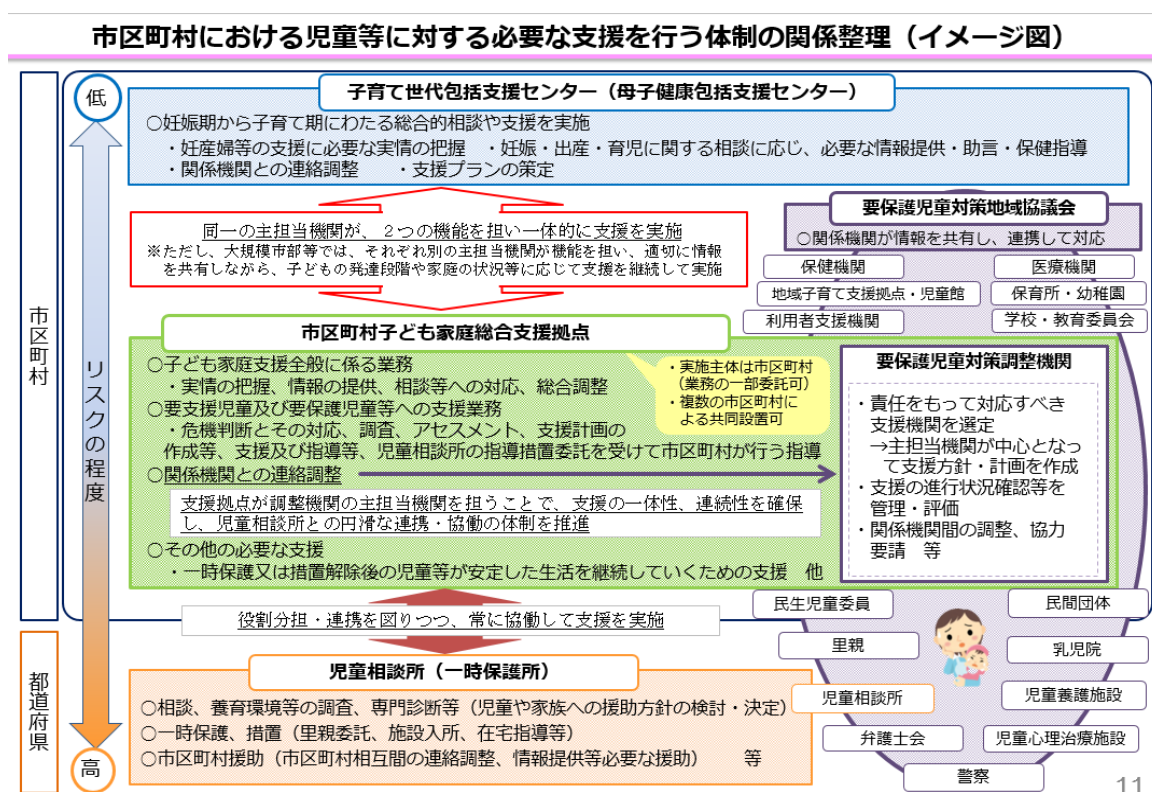 市区町村における児童等に対する必要な支援を行う体制の関係整理（イメージ図）
市区町村
都道府県
低
リスクの程度
高
子育て世代包括支援センター（母子健康包括支援センター）
○妊娠期から子育て期にわたる総合的相談や支援を実施
・妊産婦等の支援に必要な実情の把握　・妊娠・出産・育児に関する相談に応じ、必要な情報提供・助言・保健指導
・関係機関との連絡調整　・支援プランの策定
同一の主担当機関が、２つの機能を担い一体的に支援を実施
※ただし、大規模市部等では、それぞれ別の主担当機関が機能を担い、適切に情報
を共有しながら、子どもの発達段階や家庭の状況等に応じて支援を継続して実施
市区町村子ども家庭総合支援拠点
○子ども家庭支援全般に係る業務
・実情の把握、情報の提供、相談等への対応、総合調整
○要支援児童及び要保護児童等への支援業務
・危機判断とその対応、調査、アセスメント、支援計画の
作成等、支援及び指導等、児童相談所の指導措置委託を受けて市区町村が行う指導
○関係機関との連絡調整
支援拠点が調整機関の主担当機関を担うことで、支援の一体性、連続性を確保
し、児童相談所との円滑な連携・協働の体制を推進
○その他の必要な支援
・一時保護又は措置解除後の児童等が安定した生活を継続していくための支援　他
・実施主体は市区町村
（業務の一部委託可）
・複数の市区町村に
よる共同設置可
役割分担・連携を図りつつ、常に協働して支援を実施
児童相談所（一時保護所）
○相談、養育環境等の調査、専門診断等（児童や家族への援助方針の検討・決定）
○一時保護、措置（里親委託、施設入所、在宅指導等）
○市区町村援助（市区町村相互間の連絡調整、情報提供等必要な援助）　等
要保護児童対策地域協議会
○関係機関が情報を共有し、連携して対応
保健機関
医療機関
地域子育て支援拠点・児童館
保育所・幼稚園
利用者支援機関
学校・教育委員会
要保護児童対策調整機関
・責任をもって対応すべき
支援機関を選定
→主担当機関が中心となっ
て支援方針・計画を作成
・支援の進行状況確認等を
管理・評価
・関係機関間の調整、協力
要請　等
民生児童委員
民間団体
里親
乳児院
児童相談所
児童養護施設
弁護士会
児童心理治療施設
警察
11